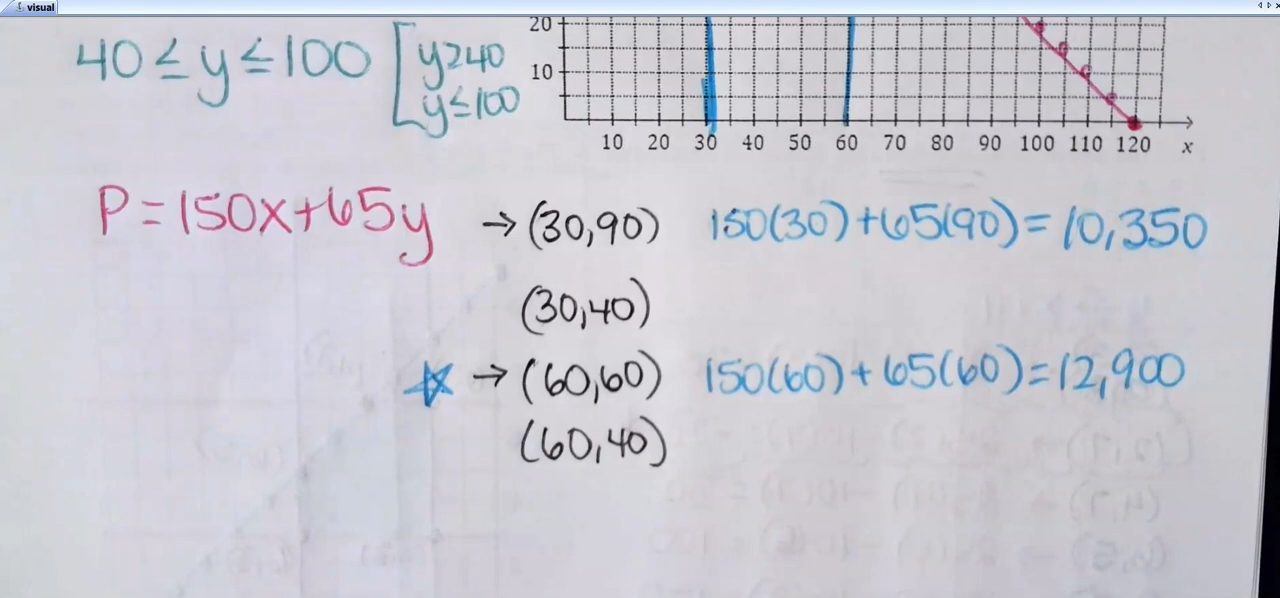 visual
40 ≤ y ≤ 100 [ y≥40
y≤100
20
10
10 20 30 40 50 60 70 80 90 100 110 120 x
P = 150x+65y → (30,90) 150(30)+65(90)= 10,350
(30,40)
☆ → (60,60) 150(60)+65(60)=12,900
(60,40)